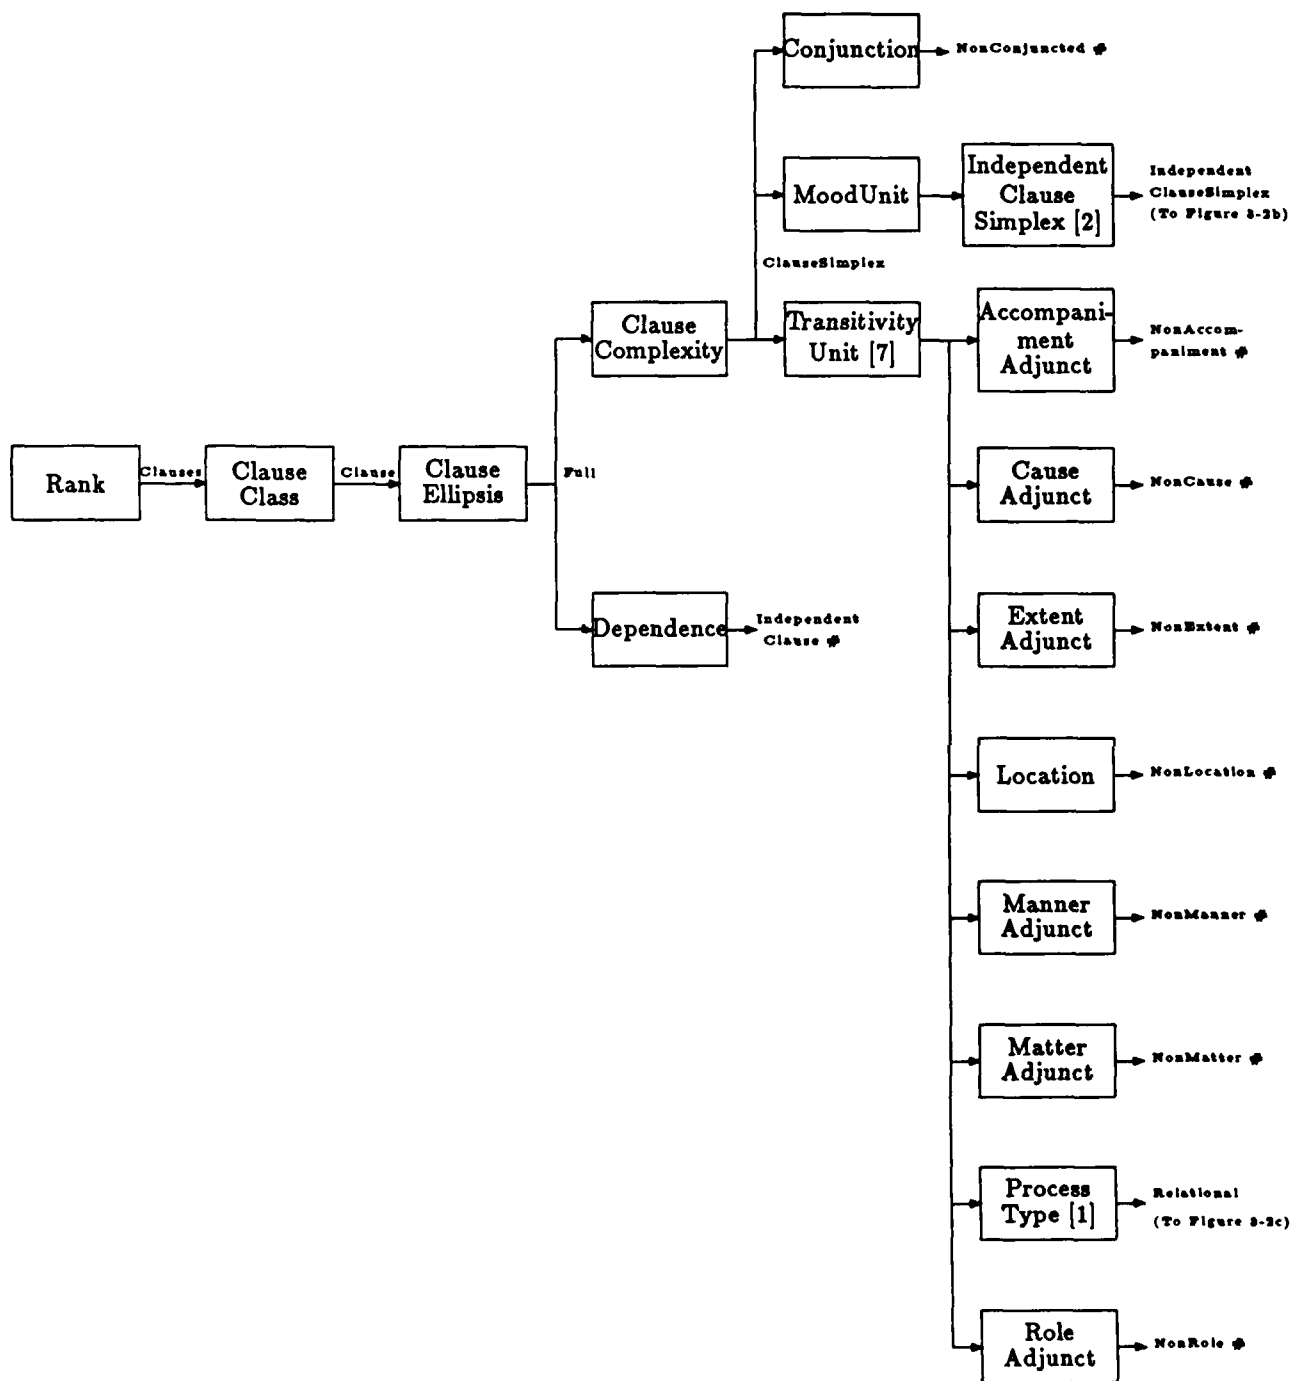 Conjunction
NonConjuncted #
MoodUnit
Independent
Clause
Simplex [2]
Independent
ClauseSimplex
(To Figure 3-2b)
ClauseSimplex
Clause
Complexity
Transitivity
Unit [7]
Accompani-
ment
Adjunct
NonAccom-
paniment #
Rank
Clauses
Clause
Class
Clause
Clause
Ellipsis
Full
Cause
Adjunct
NonCause #
Dependence
Independent
Clause #
Extent
Adjunct
NonExtent #
Location
NonLocation #
Manner
Adjunct
NonManner #
Matter
Adjunct
NonMatter #
Process
Type [1]
Relational
(To Figure 3-2c)
Role
Adjunct
NonRole #